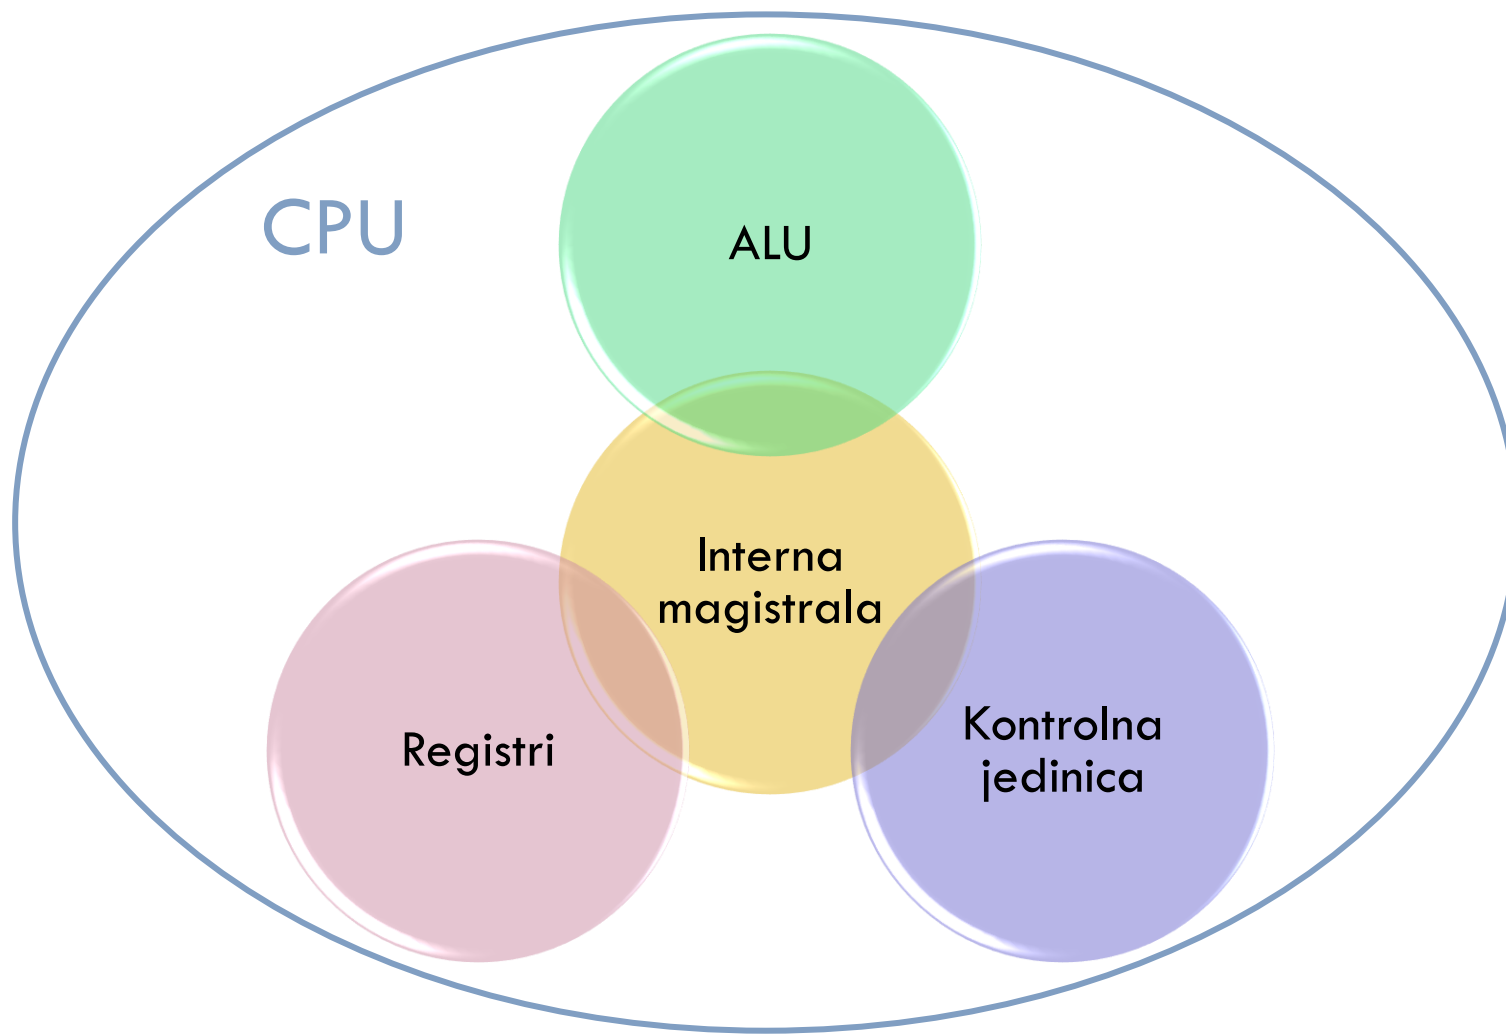 CPU
ALU
Interna
magistrala
Registri
Kontrolna
jedinica